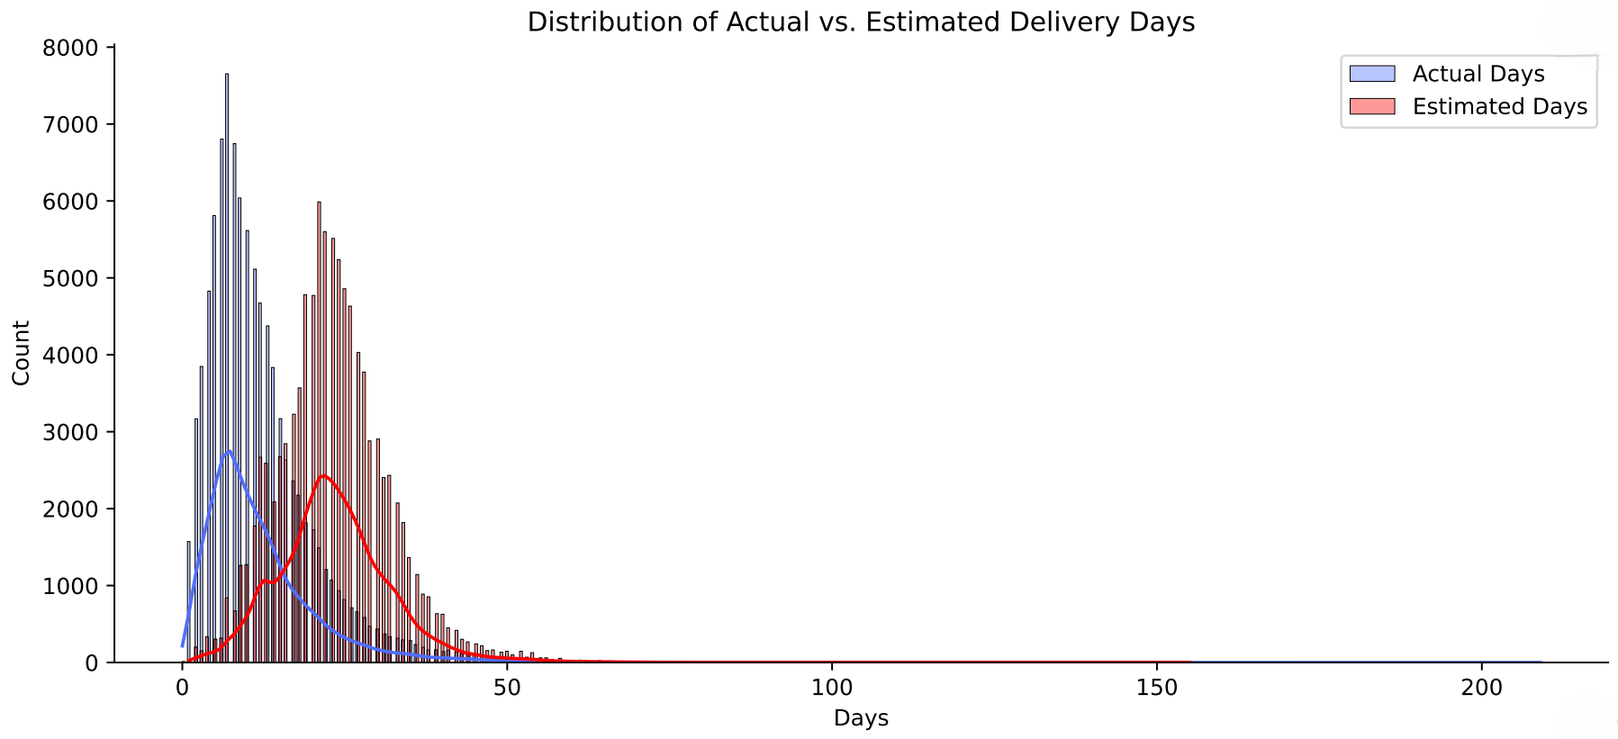 Distribution of Actual vs. Estimated Delivery Days
8000
7000
6000
5000
4000
3000
2000
1000
0
Count
0 50 100 150 200
Days
Actual Days
Estimated Days